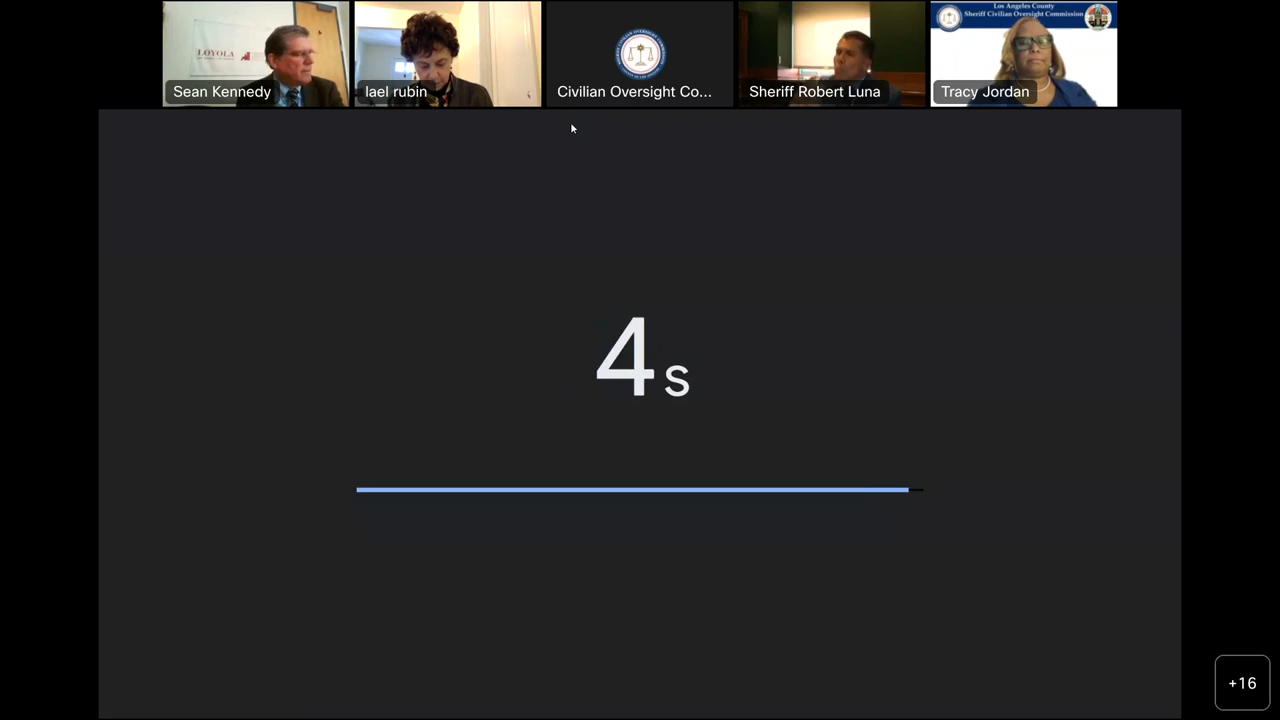 Los Angeles County
Sheriff Civilian Oversight Commission
LOYOLA
Sean Kennedy
lael rubin
Civilian Oversight Co...
Sheriff Robert Luna
Tracy Jordan
4 s
+16